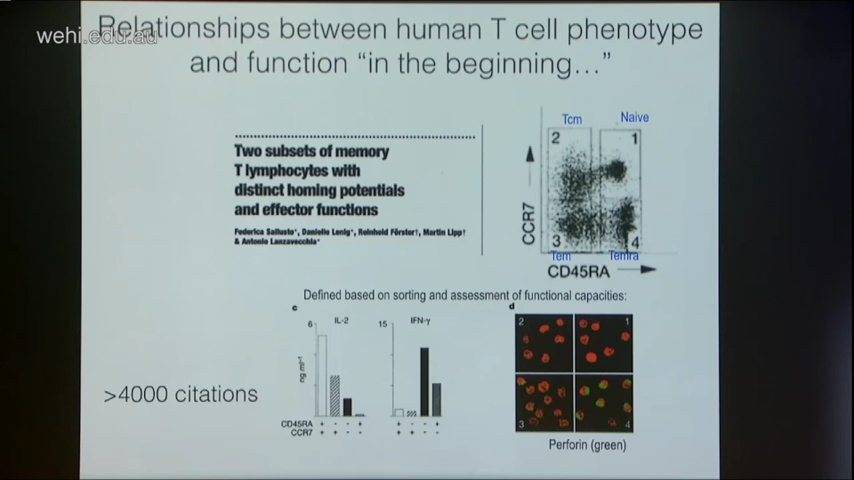 wehi.edu.au
Relationships between human T cell phenotype
and function “in the beginning…”
Two subsets of memory
T lymphocytes with
distinct homing potentials
and effector functions
Federica Sallusto*, Danielle Lenig*, Reinhold Förster†, Martin Lipp†
& Antonio Lanzavecchia*
Tcm Naive
2 1
CCR7
3 4
Tem Temra
CD45RA
Defined based on sorting and assessment of functional capacities:
c d
6 IL-2 15 IFN-γ
ng ml⁻¹
CD45RA + - - + + - - +
CCR7 + + - - + + - -
2 1
3 4
Perforin (green)
>4000 citations